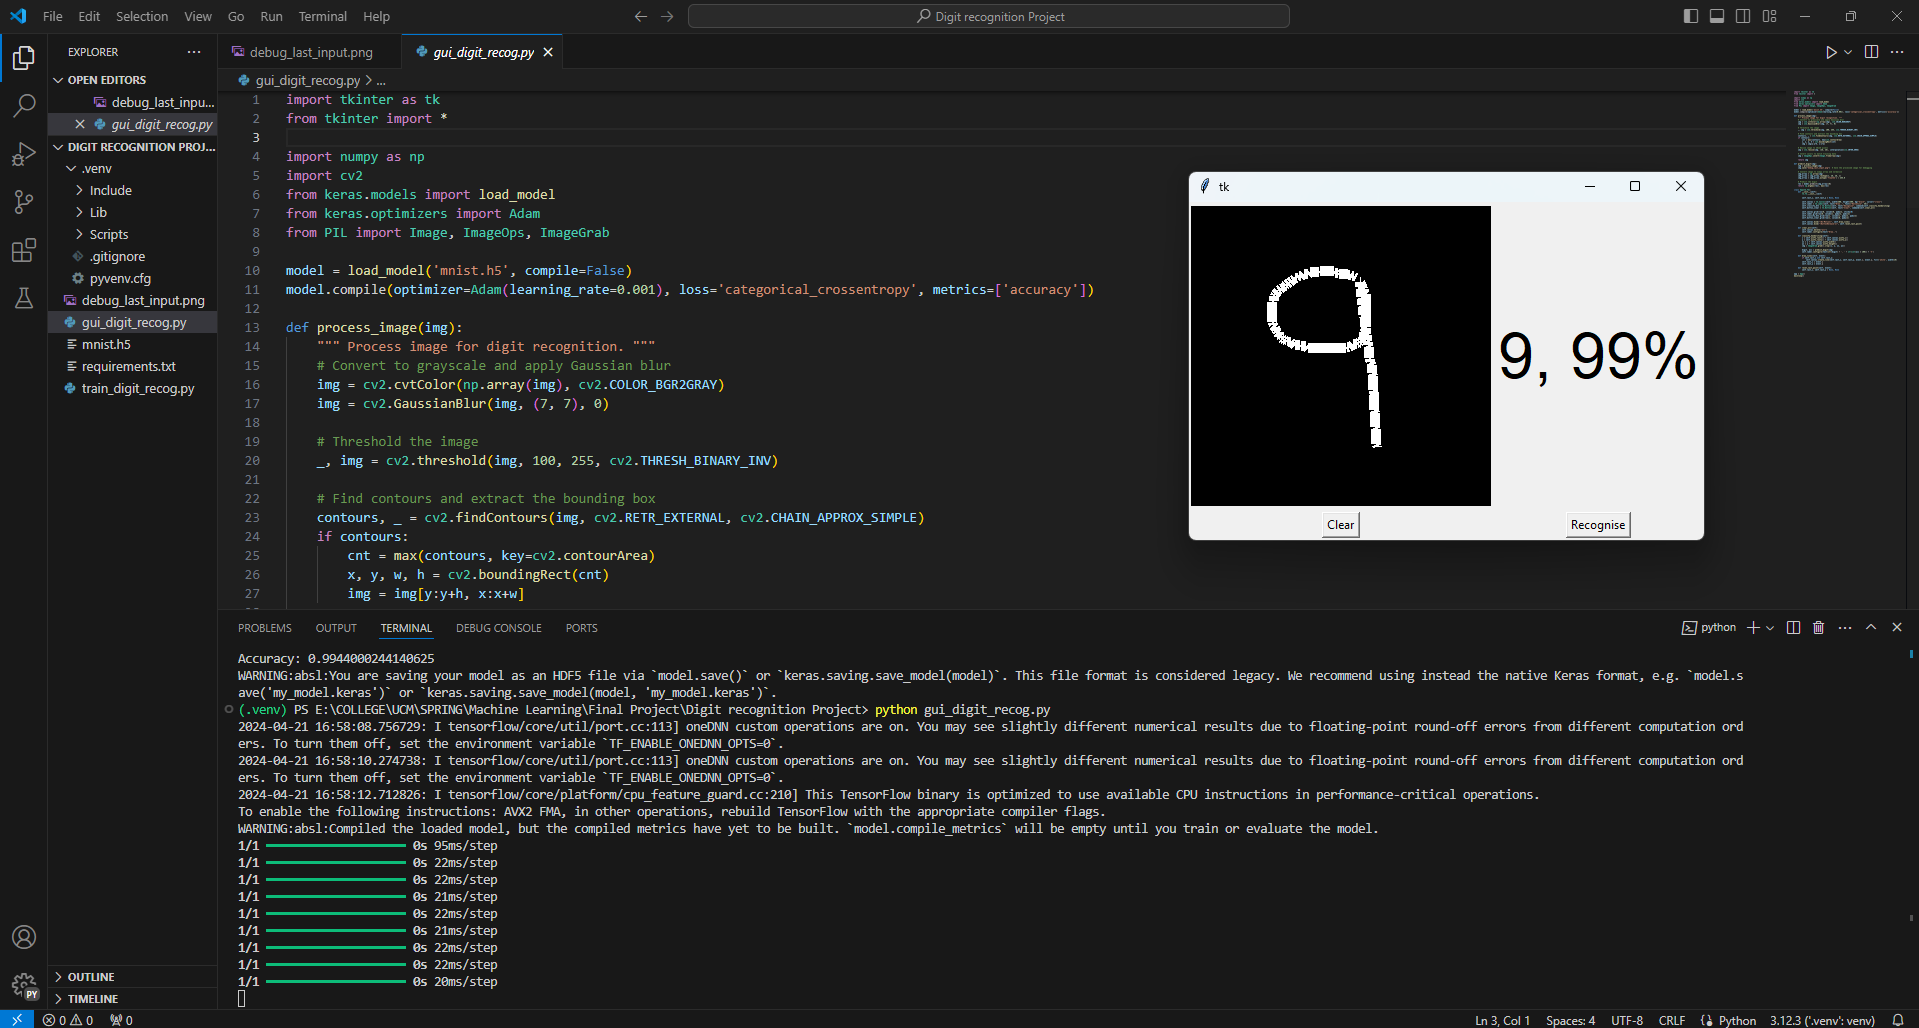 File Edit Selection View Go Run Terminal Help
Digit recognition Project
EXPLORER
OPEN EDITORS
debug_last_inpu...
gui_digit_recog.py
DIGIT RECOGNITION PROJ...
.venv
Include
Lib
Scripts
.gitignore
pyvenv.cfg
debug_last_input.png
gui_digit_recog.py
mnist.h5
requirements.txt
train_digit_recog.py
OUTLINE
TIMELINE
PY
debug_last_input.png gui_digit_recog.py
gui_digit_recog.py > ...
1 import tkinter as tk
2 from tkinter import *
3
4 import numpy as np
5 import cv2
6 from keras.models import load_model
7 from keras.optimizers import Adam
8 from PIL import Image, ImageOps, ImageGrab
9
10 model = load_model('mnist.h5', compile=False)
11 model.compile(optimizer=Adam(learning_rate=0.001), loss='categorical_crossentropy', metrics=['accuracy'])
12
13 def process_image(img):
14 """ Process image for digit recognition. """
15 # Convert to grayscale and apply Gaussian blur
16 img = cv2.cvtColor(np.array(img), cv2.COLOR_BGR2GRAY)
17 img = cv2.GaussianBlur(img, (7, 7), 0)
18
19 # Threshold the image
20 _, img = cv2.threshold(img, 100, 255, cv2.THRESH_BINARY_INV)
21
22 # Find contours and extract the bounding box
23 contours, _ = cv2.findContours(img, cv2.RETR_EXTERNAL, cv2.CHAIN_APPROX_SIMPLE)
24 if contours:
25 cnt = max(contours, key=cv2.contourArea)
26 x, y, w, h = cv2.boundingRect(cnt)
27 img = img[y:y+h, x:x+w]
tk
9
9, 99%
Clear
Recognise
PROBLEMS OUTPUT TERMINAL DEBUG CONSOLE PORTS
python
Accuracy: 0.9944000244140625
WARNING:absl:You are saving your model as an HDF5 file via `model.save()` or `keras.saving.save_model(model)`. This file format is considered legacy. We recommend using instead the native Keras format, e.g. `model.s
ave('my_model.keras')` or `keras.saving.save_model(model, 'my_model.keras')`.
(.venv) PS E:\COLLEGE\UCM\SPRING\Machine Learning\Final Project\Digit recognition Project> python gui_digit_recog.py
2024-04-21 16:58:08.756729: I tensorflow/core/util/port.cc:113] oneDNN custom operations are on. You may see slightly different numerical results due to floating-point round-off errors from different computation ord
ers. To turn them off, set the environment variable `TF_ENABLE_ONEDNN_OPTS=0`.
2024-04-21 16:58:10.274738: I tensorflow/core/util/port.cc:113] oneDNN custom operations are on. You may see slightly different numerical results due to floating-point round-off errors from different computation ord
ers. To turn them off, set the environment variable `TF_ENABLE_ONEDNN_OPTS=0`.
2024-04-21 16:58:12.712826: I tensorflow/core/platform/cpu_feature_guard.cc:210] This TensorFlow binary is optimized to use available CPU instructions in performance-critical operations.
To enable the following instructions: AVX2 FMA, in other operations, rebuild TensorFlow with the appropriate compiler flags.
WARNING:absl:Compiled the loaded model, but the compiled metrics have yet to be built. `model.compile_metrics` will be empty until you train or evaluate the model.
1/1 0s 95ms/step
1/1 0s 22ms/step
1/1 0s 22ms/step
1/1 0s 21ms/step
1/1 0s 22ms/step
1/1 0s 21ms/step
1/1 0s 22ms/step
1/1 0s 22ms/step
1/1 0s 20ms/step
0 0 0
Ln 3, Col 1 Spaces: 4 UTF-8 CRLF Python 3.12.3 ('.venv': venv)